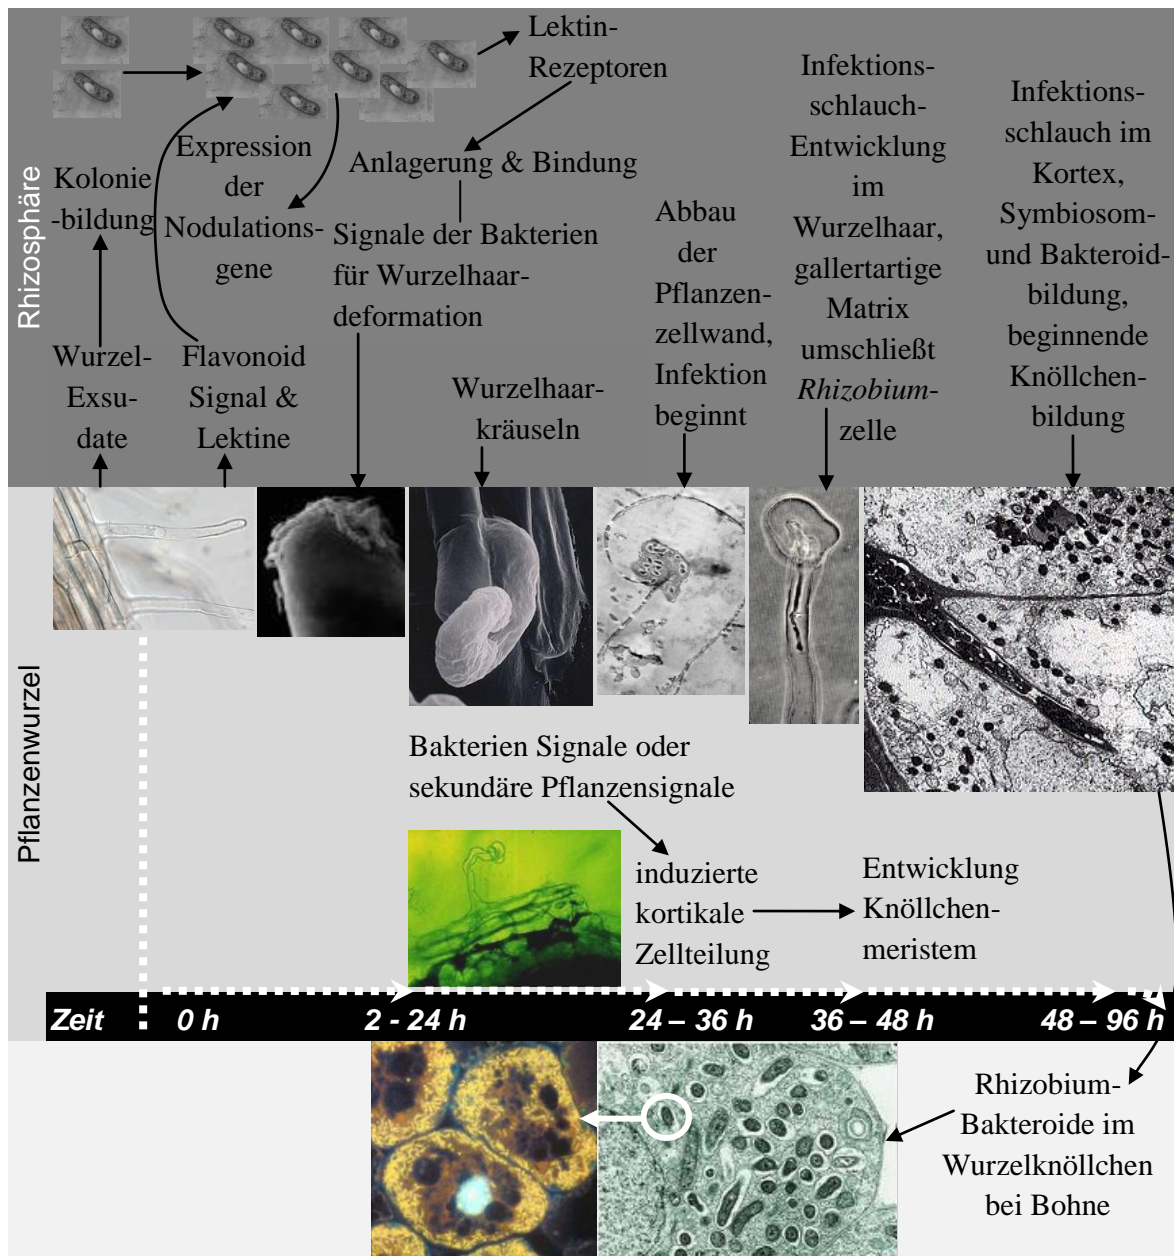 Rhizosphäre
Kolonie
-bildung
Wurzel-
Exsu-
date
Expression
der
Nodulations-
gene
Flavonoid
Signal &
Lektine
Lektin-
Rezeptoren
Anlagerung & Bindung
Signale der Bakterien
für Wurzelhaar-
deformation
Wurzelhaar-
kräuseln
Abbau
der
Pflanzen-
zellwand,
Infektion
beginnt
Infektions-
schlauch-
Entwicklung
im
Wurzelhaar,
gallertartige
Matrix
umschließt
Rhizobium-
zelle
Infektions-
schlauch im
Kortex,
Symbiosom-
und Bakteroid-
bildung,
beginnende
Knöllchen-
bildung
Pflanzenwurzel
Bakterien Signale oder
sekundäre Pflanzensignale
induzierte
kortikale
Zellteilung
Entwicklung
Knöllchen-
meristem
Zeit 0 h 2 - 24 h 24 – 36 h 36 – 48 h 48 – 96 h
Rhizobium-
Bakteroide im
Wurzelknöllchen
bei Bohne